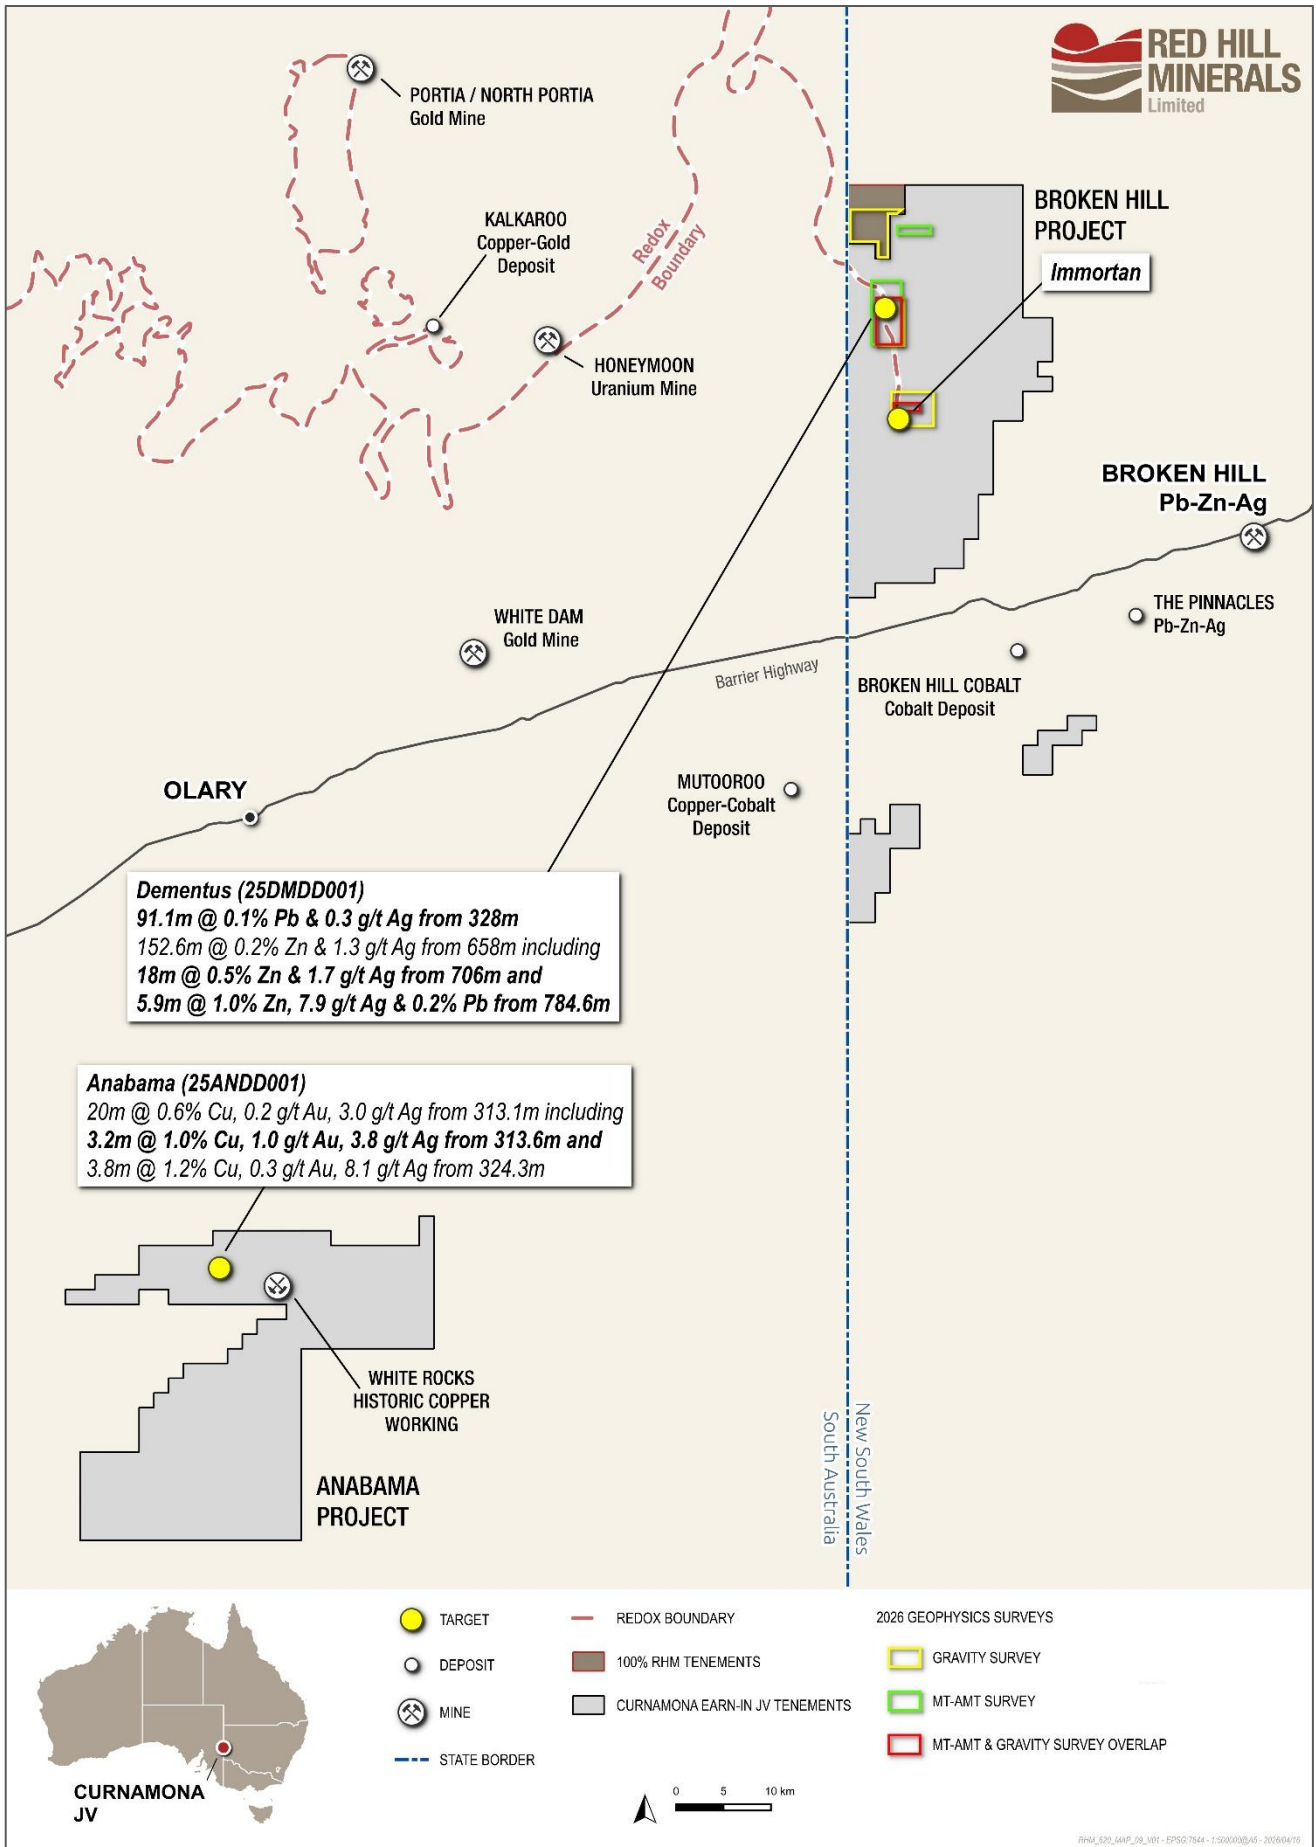 RED HILL
MINERALS
Limited
PORTIA / NORTH PORTIA
Gold Mine
KALKAROO
Copper-Gold
Deposit
Redox
Boundary
HONEYMOON
Uranium Mine
BROKEN HILL
PROJECT
Immortan
BROKEN HILL
Pb-Zn-Ag
THE PINNACLES
Pb-Zn-Ag
WHITE DAM
Gold Mine
Barrier Highway
BROKEN HILL COBALT
Cobalt Deposit
OLARY
MUTOOROO
Copper-Cobalt
Deposit
Dementus (25DMDD001)
91.1m @ 0.1% Pb & 0.3 g/t Ag from 328m
152.6m @ 0.2% Zn & 1.3 g/t Ag from 658m including
18m @ 0.5% Zn & 1.7 g/t Ag from 706m and
5.9m @ 1.0% Zn, 7.9 g/t Ag & 0.2% Pb from 784.6m
Anabama (25ANDD001)
20m @ 0.6% Cu, 0.2 g/t Au, 3.0 g/t Ag from 313.1m including
3.2m @ 1.0% Cu, 1.0 g/t Au, 3.8 g/t Ag from 313.6m and
3.8m @ 1.2% Cu, 0.3 g/t Au, 8.1 g/t Ag from 324.3m
WHITE ROCKS
HISTORIC COPPER
WORKING
ANABAMA
PROJECT
South Australia
New South Wales
CURNAMONA
JV
TARGET
DEPOSIT
MINE
STATE BORDER
REDOX BOUNDARY
100% RHM TENEMENTS
CURNAMONA EARN-IN JV TENEMENTS
2026 GEOPHYSICS SURVEYS
GRAVITY SURVEY
MT-AMT SURVEY
MT-AMT & GRAVITY SURVEY OVERLAP
0 5 10 km
RHM_620_MAP_09_V01 - EPSG:7844 - 1:500000@A5 - 2026/04/16